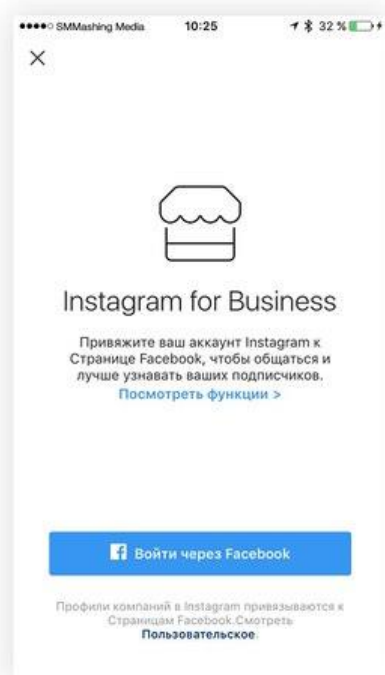 SMMashing Media 10:25 32 %
Instagram for Business
Привяжите ваш аккаунт Instagram к
Странице Facebook, чтобы общаться и
лучше узнавать ваших подписчиков.
Посмотреть функции >
Войти через Facebook
Профили компаний в Instagram привязываются к
Страницам Facebook.Смотреть
Пользовательское